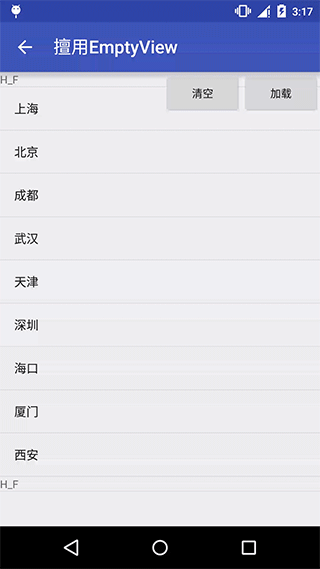 3:17
擅用EmptyView
H_F
清空
加载
上海
北京
成都
武汉
天津
深圳
海口
厦门
西安
H_F